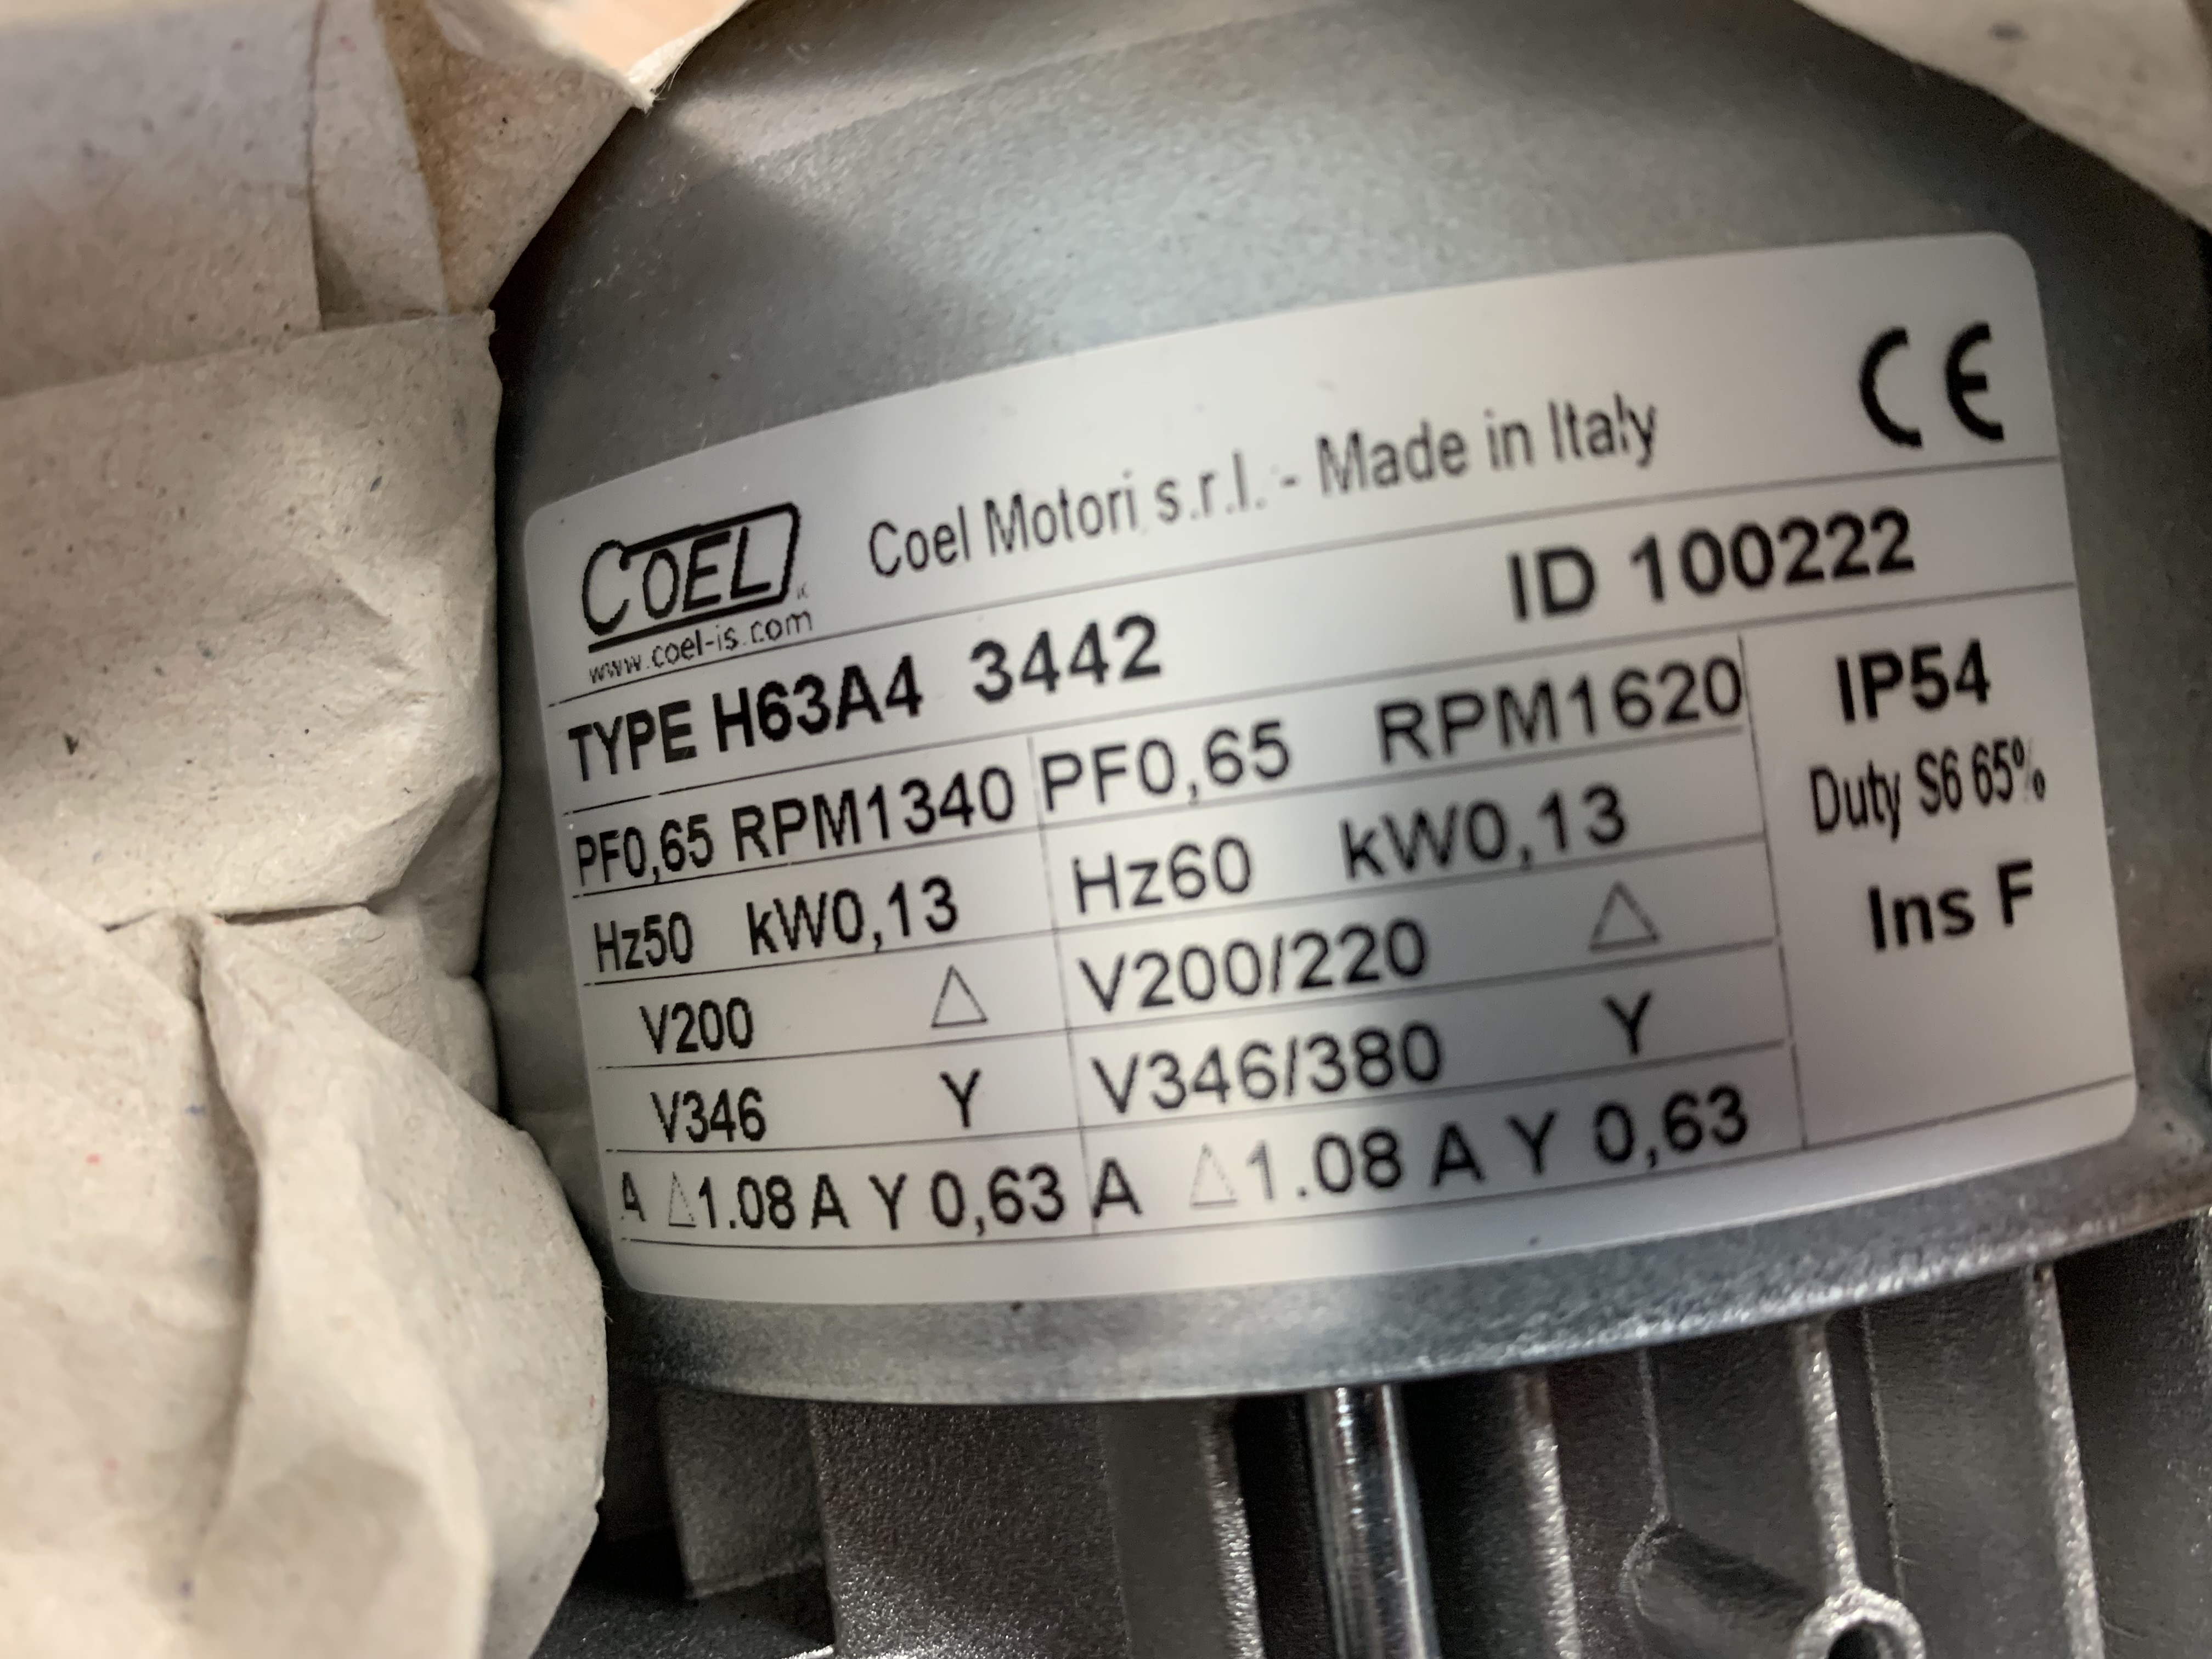 COEL
www.coel-is.com
Coel Motori s.r.l. - Made in Italy
CE
TYPE H63A4 3442 ID 100222
PF0,65 RPM1340 PF0,65 RPM1620 IP54
Hz50 kW0,13 Hz60 kW0,13 Duty S6 65%
V200 △ V200/220 △ Ins F
V346 Y V346/380 Y
A △1.08 A Y 0,63 A △1.08 A Y 0,63